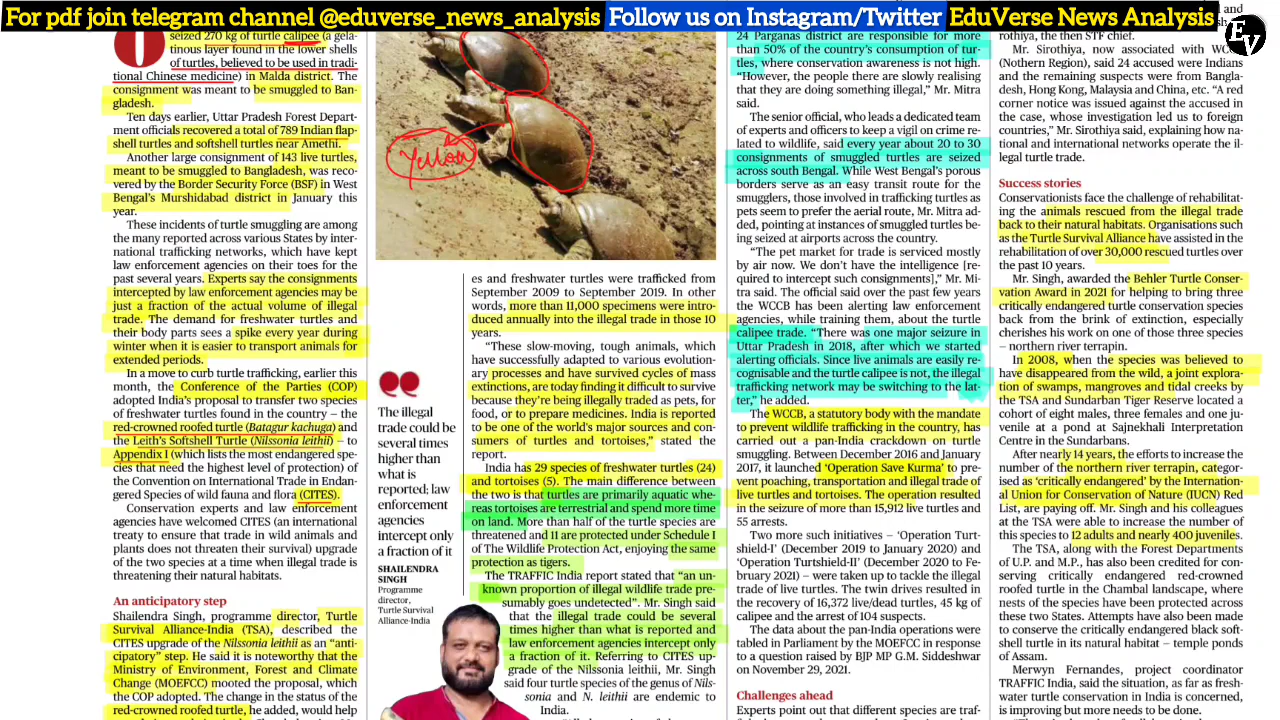 For pdf join telegram channel @eduverse_news_analysis Follow us on Instagram/Twitter EduVerse News Analysis
EV
seized 270 kg of turtle calipee (a gela-
tinous layer found in the lower shells
of turtles, believed to be used in tradi-
tional Chinese medicine) in Malda district. The
consignment was meant to be smuggled to Ban-
gladesh.
Ten days earlier, Uttar Pradesh Forest Depart-
ment officials recovered a total of 789 Indian flap-
shell turtles and softshell turtles near Amethi.
Another large consignment of 143 live turtles,
meant to be smuggled to Bangladesh, was reco-
vered by the Border Security Force (BSF) in West
Bengal's Murshidabad district in January this
year.
These incidents of turtle smuggling are among
the many reported across various States by inter-
national trafficking networks, which have kept
law enforcement agencies on their toes for the
past several years. Experts say the consignments
intercepted by law enforcement agencies may be
just a fraction of the actual volume of illegal
trade. The demand for freshwater turtles and
their body parts sees a spike every year during
winter when it is easier to transport animals for
extended periods.
In a move to curb turtle trafficking, earlier this
month, the Conference of the Parties (COP)
adopted India's proposal to transfer two species
of freshwater turtles found in the country – the
red-crowned roofed turtle (Batagur kachuga) and
the Leith's Softshell Turtle (Nilssonia leithii) – to
Appendix I (which lists the most endangered spe-
cies that need the highest level of protection) of
the Convention on International Trade in Endan-
gered Species of wild fauna and flora (CITES).
Conservation experts and law enforcement
agencies have welcomed CITES (an international
treaty to ensure that trade in wild animals and
plants does not threaten their survival) upgrade
of the two species at a time when illegal trade is
threatening their natural habitats.
An anticipatory step
Shailendra Singh, programme director, Turtle
Survival Alliance-India (TSA), described the
CITES upgrade of the Nilssonia leithii as an “anti-
cipatory” step. He said it is noteworthy that the
Ministry of Environment, Forest and Climate
Change (MOEFCC) mooted the proposal, which
the COP adopted. The change in the status of the
red-crowned roofed turtle, he added, would help
Yellow
The illegal
trade could be
several times
higher than
what is
reported; law
enforcement
agencies
intercept only
a fraction of it
SHAILENDRA
SINGH
Programme
director,
Turtle Survival
Alliance-India
es and freshwater turtles were trafficked from
September 2009 to September 2019. In other
words, more than 11,000 specimens were intro-
duced annually into the illegal trade in those 10
years.
“These slow-moving, tough animals, which
have successfully adapted to various evolution-
ary processes and have survived cycles of mass
extinctions, are today finding it difficult to survive
because they're being illegally traded as pets, for
food, or to prepare medicines. India is reported
to be one of the world's major sources and con-
sumers of turtles and tortoises,” stated the
report.
India has 29 species of freshwater turtles (24)
and tortoises (5). The main difference between
the two is that turtles are primarily aquatic whe-
reas tortoises are terrestrial and spend more time
on land. More than half of the turtle species are
threatened and 11 are protected under Schedule I
of The Wildlife Protection Act, enjoying the same
protection as tigers.
The TRAFFIC India report stated that “an un-
known proportion of illegal wildlife trade pre-
sumably goes undetected”. Mr. Singh said
that the illegal trade could be several
times higher than what is reported and
law enforcement agencies intercept only
a fraction of it. Referring to CITES up-
grade of the Nilssonia leithii, Mr. Singh
said four turtle species of the genus of Nils-
sonia and N. leithii are endemic to
India.
24 Parganas district are responsible for more
than 50% of the country's consumption of tur-
tles, where conservation awareness is not high.
“However, the people there are slowly realising
that they are doing something illegal,” Mr. Mitra
said.
The senior official, who leads a dedicated team
of experts and officers to keep a vigil on crime re-
lated to wildlife, said every year about 20 to 30
consignments of smuggled turtles are seized
across south Bengal. While West Bengal's porous
borders serve as an easy transit route for the
smugglers, those involved in trafficking turtles as
pets seem to prefer the aerial route, Mr. Mitra ad-
ded, pointing at instances of smuggled turtles be-
ing seized at airports across the country.
“The pet market for trade is serviced mostly
by air now. We don't have the intelligence [re-
quired to intercept such consignments],” Mr. Mi-
tra said. The official said over the past few years
the WCCB has been alerting law enforcement
agencies, while training them, about the turtle
calipee trade. “There was one major seizure in
Uttar Pradesh in 2018, after which we started
alerting officials. Since live animals are easily re-
cognisable and the turtle calipee is not, the illegal
trafficking network may be switching to the lat-
ter,” he added.
The WCCB, a statutory body with the mandate
to prevent wildlife trafficking in the country, has
carried out a pan-India crackdown on turtle
smuggling. Between December 2016 and January
2017, it launched ‘Operation Save Kurma’ to pre-
vent poaching, transportation and illegal trade of
live turtles and tortoises. The operation resulted
in the seizure of more than 15,912 live turtles and
55 arrests.
Two more such initiatives – ‘Operation Turt-
shield-I’ (December 2019 to January 2020) and
‘Operation Turtshield-II’ (December 2020 to Fe-
bruary 2021) – were taken up to tackle the illegal
trade of live turtles. The twin drives resulted in
the recovery of 16,372 live/dead turtles, 45 kg of
calipee and the arrest of 104 suspects.
The data about the pan-India operations were
tabled in Parliament by the MOEFCC in response
to a question raised by BJP MP G.M. Siddeshwar
on November 29, 2021.
Challenges ahead
Experts point out that different species are traf-
rothiya, the then STF chief.
Mr. Sirothiya, now associated with WCCB
(Nothern Region), said 24 accused were Indians
and the remaining suspects were from Bangla-
desh, Hong Kong, Malaysia and China, etc. “A red
corner notice was issued against the accused in
the case, whose investigation led us to foreign
countries,” Mr. Sirothiya said, explaining how na-
tional and international networks operate the il-
legal turtle trade.
Success stories
Conservationists face the challenge of rehabilitat-
ing the animals rescued from the illegal trade
back to their natural habitats. Organisations such
as the Turtle Survival Alliance have assisted in the
rehabilitation of over 30,000 rescued turtles over
the past 10 years.
Mr. Singh, awarded the Behler Turtle Conser-
vation Award in 2021 for helping to bring three
critically endangered turtle conservation species
back from the brink of extinction, especially
cherishes his work on one of those three species
– northern river terrapin.
In 2008, when the species was believed to
have disappeared from the wild, a joint explora-
tion of swamps, mangroves and tidal creeks by
the TSA and Sundarban Tiger Reserve located a
cohort of eight males, three females and one ju-
venile at a pond at Sajnekhali Interpretation
Centre in the Sundarbans.
After nearly 14 years, the efforts to increase the
number of the northern river terrapin, categor-
ised as ‘critically endangered’ by the Internation-
al Union for Conservation of Nature (IUCN) Red
List, are paying off. Mr. Singh and his colleagues
at the TSA were able to increase the number of
this species to 12 adults and nearly 400 juveniles.
The TSA, along with the Forest Departments
of U.P. and M.P., has also been credited for con-
serving critically endangered red-crowned
roofed turtle in the Chambal landscape, where
nests of the species have been protected across
these two States. Attempts have also been made
to conserve the critically endangered black soft-
shell turtle in its natural habitat – temple ponds
of Assam.
Merwyn Fernandes, project coordinator
TRAFFIC India, said the situation, as far as fresh-
water turtle conservation in India is concerned,
is improving but more needs to be done.